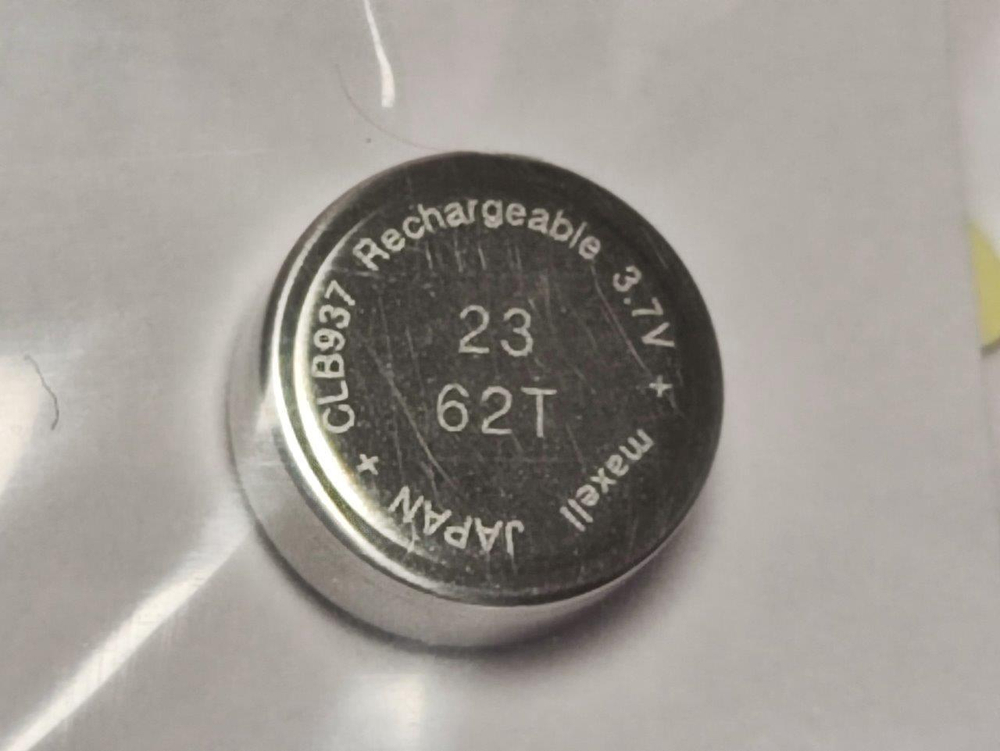 + CLB937 Rechargeable 3.7V +
23
62T
maxell JAPAN